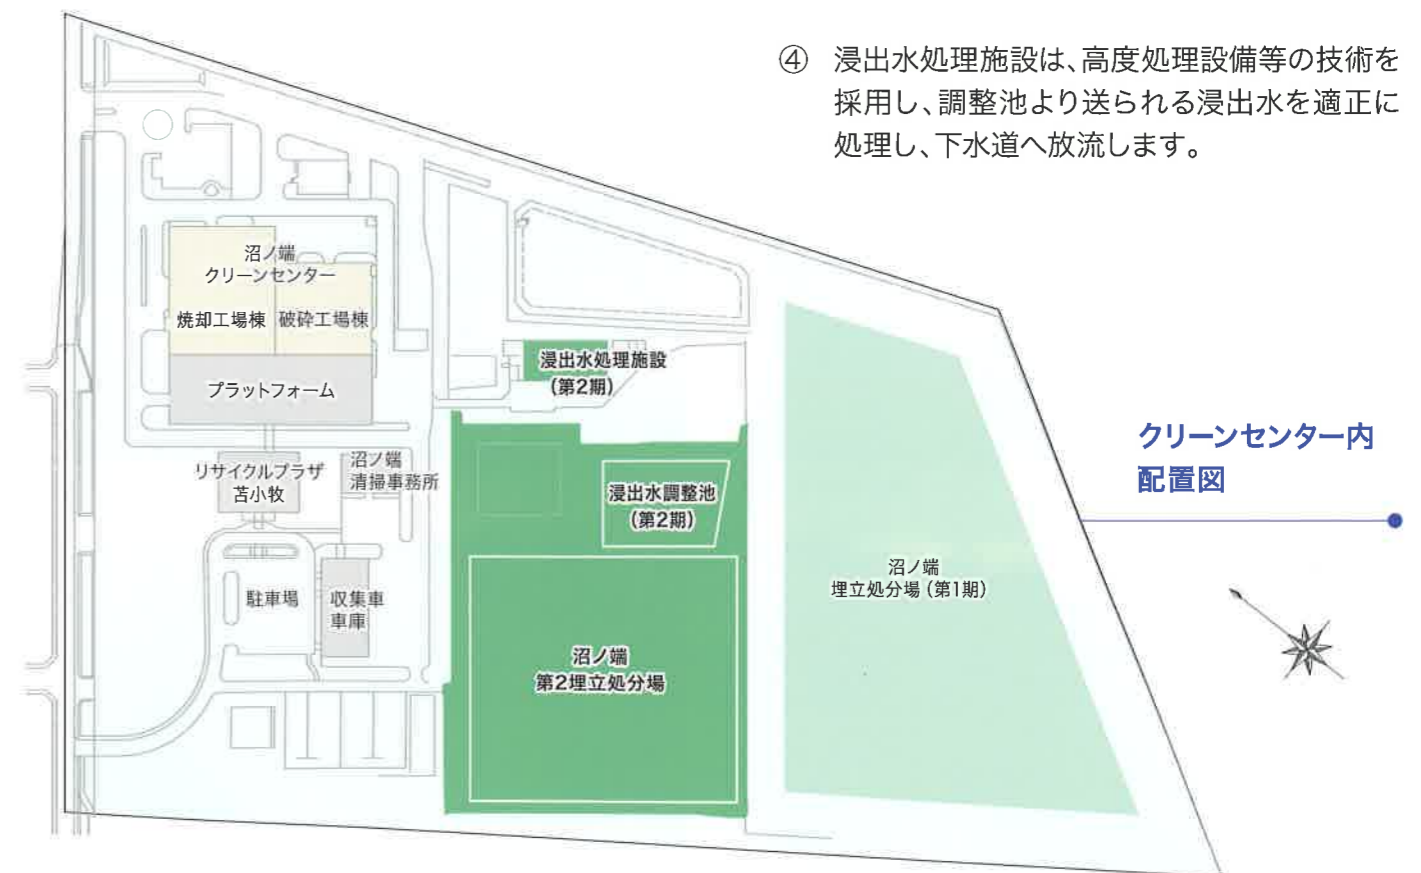 ④ 浸出水処理施設は、高度処理設備等の技術を
採用し、調整池より送られる浸出水を適正に
処理し、下水道へ放流します。
沼ノ端
クリーンセンター
焼却工場棟
破砕工場棟
プラットフォーム
浸出水処理施設
(第2期)
リサイクルプラザ
苫小牧
沼ノ端
清掃事務所
浸出水調整池
(第2期)
クリーンセンター内
配置図
駐車場
収集車
車庫
沼ノ端
第2埋立処分場
沼ノ端
埋立処分場(第1期)